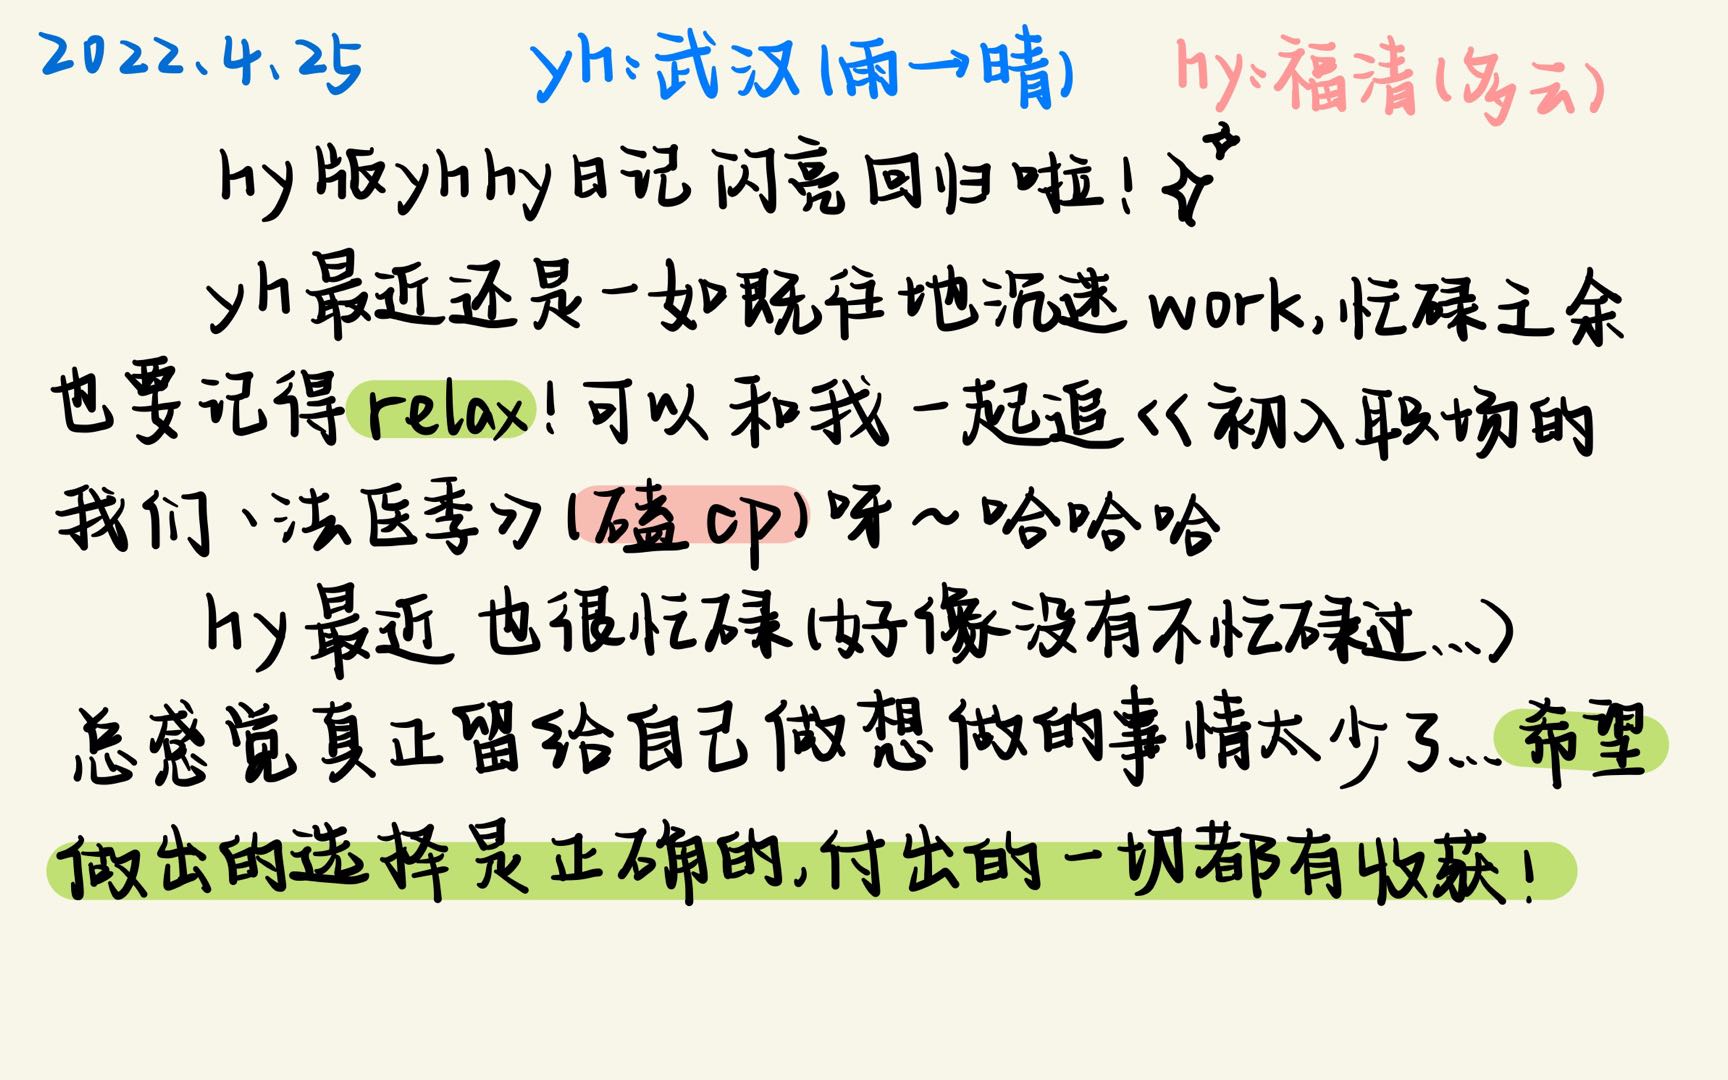 2022.4.25 yh:武汉(雨→晴) hy:福清(多云)
hy版yhhy日记闪亮回归啦!
yh最近还是一如既往地沉迷work,忙碌之余
也要记得relax!可以和我一起追《初入职场的
我们、法医季》(磕cp)呀~哈哈哈
hy最近也很忙碌(好像没有不忙碌过...)
总感觉真正留给自己做想做的事情太少了...希望
做出的选择是正确的,付出的一切都有收获!